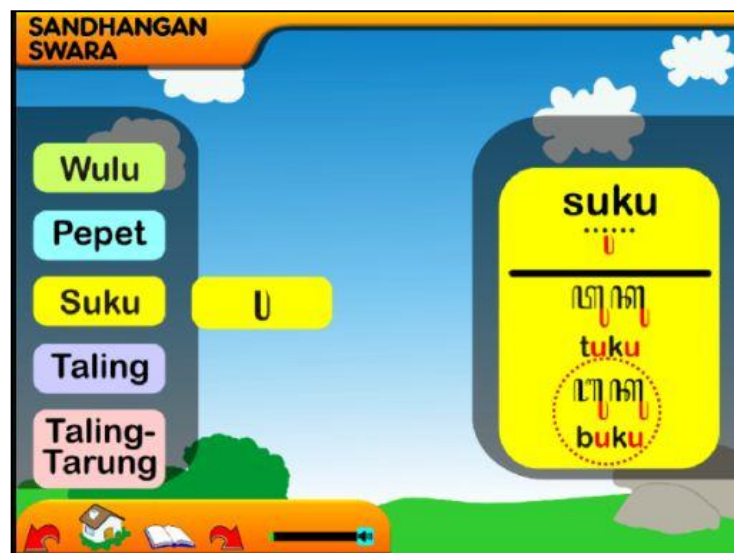 SANDHANGAN
SWARA
Wulu
Pepet
Suku
ꦸ
Taling
Taling-
Tarung
suku
......
ꦸ
ꦠꦸꦏꦸ
tuku
ꦧꦸꦏꦸ
buku